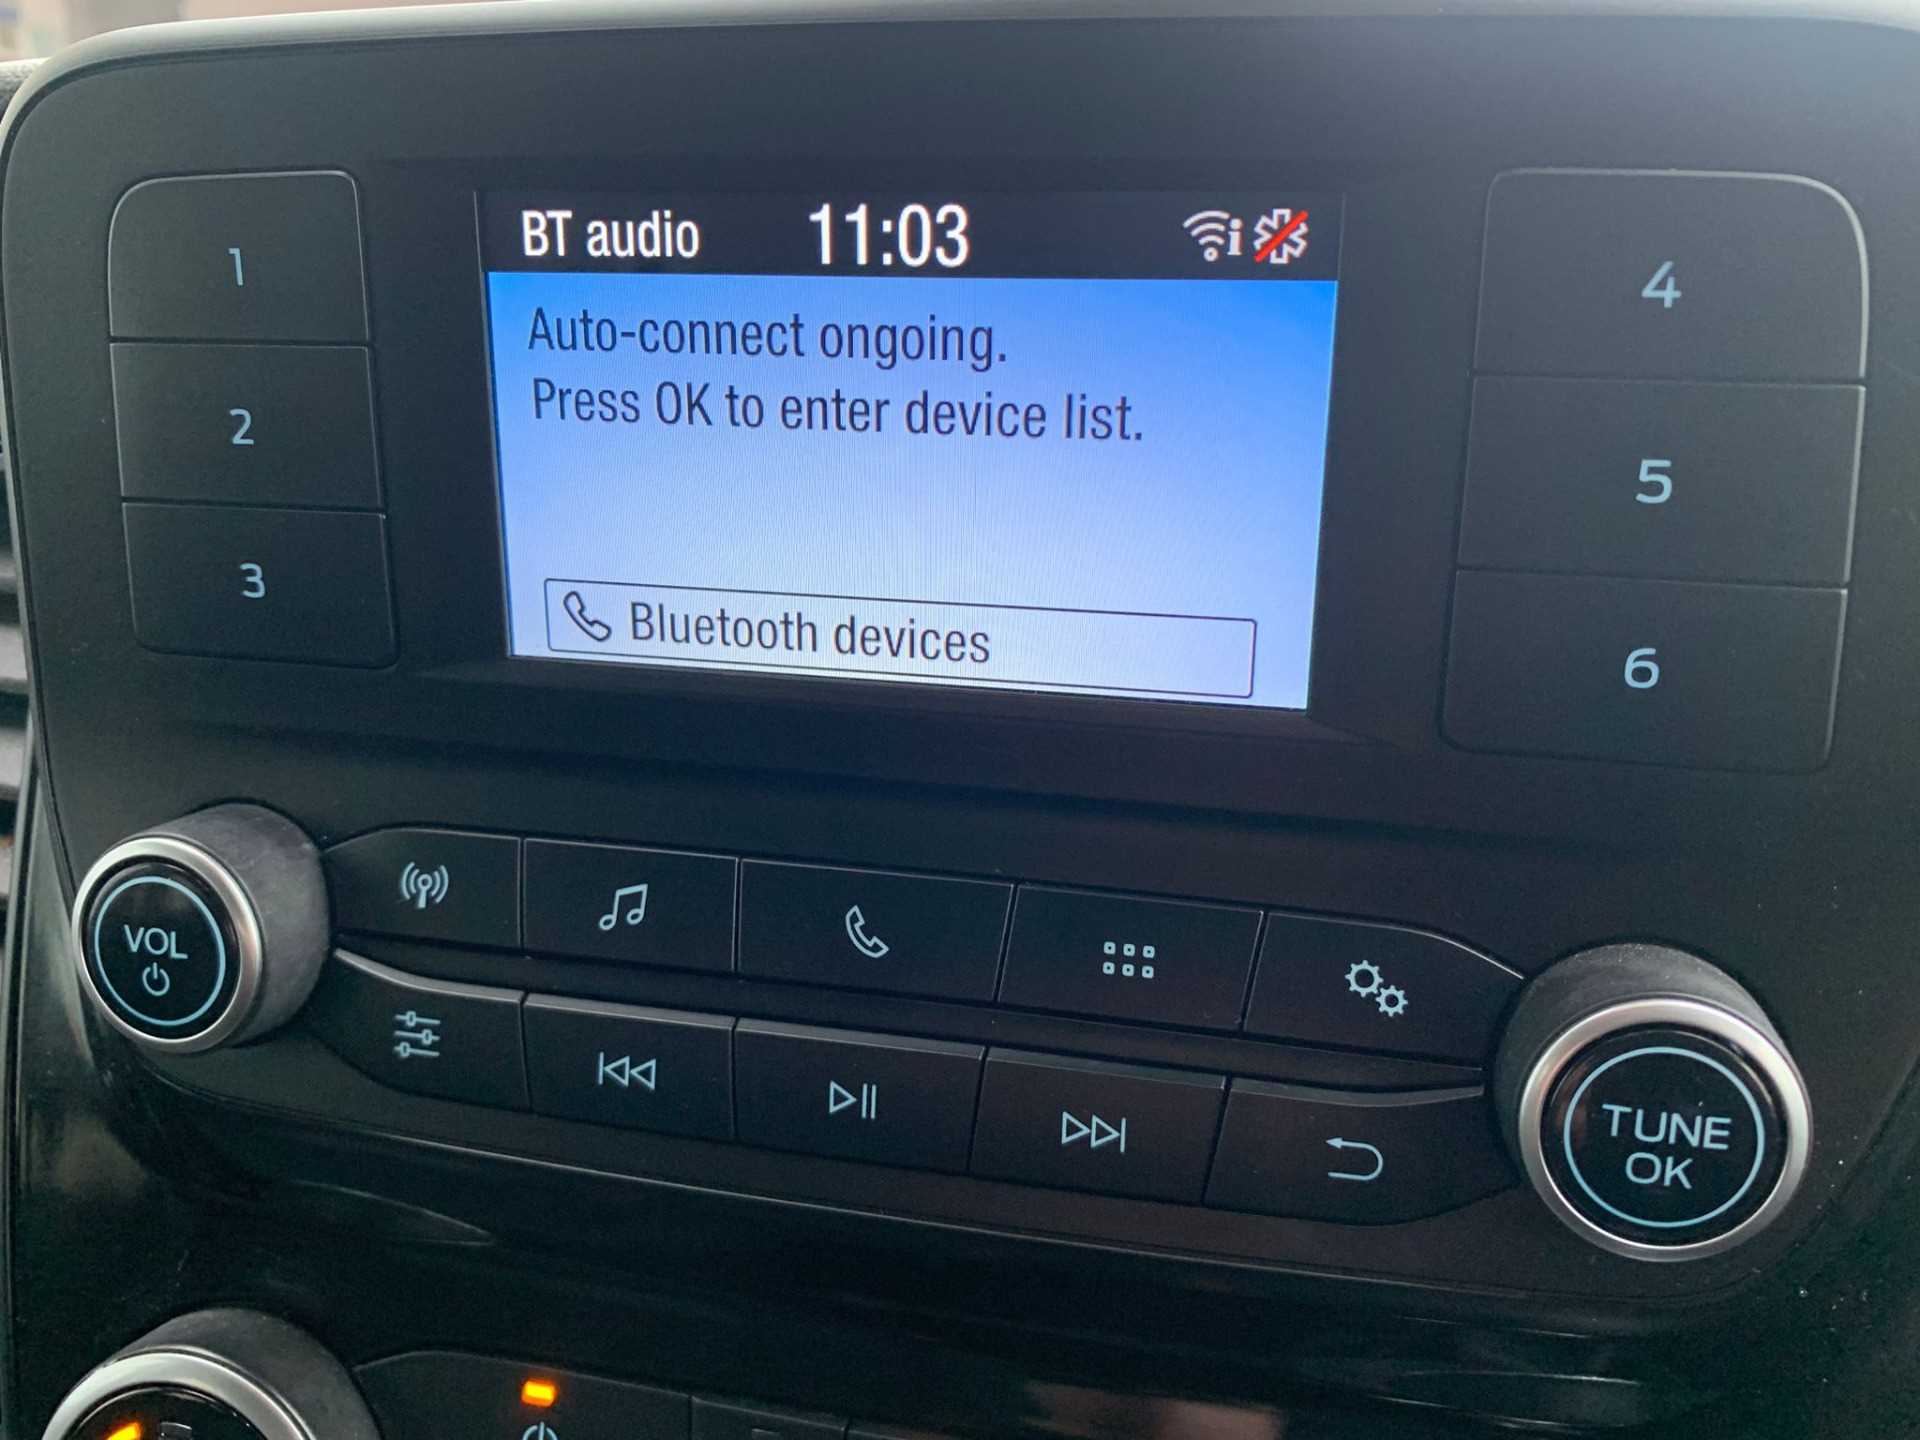 BT audio 11:03
Auto-connect ongoing.
Press OK to enter device list.
Bluetooth devices
1
2
3
4
5
6
VOL
TUNE
OK